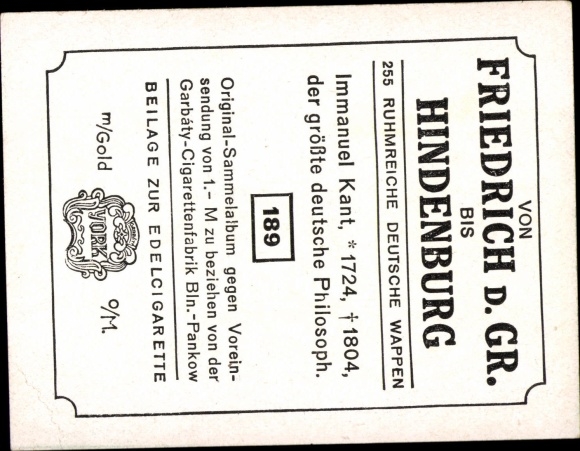 VON
FRIEDRICH D. GR.
BIS
HINDENBURG
255 RUHMREICHE DEUTSCHE WAPPEN
Immanuel Kant, * 1724, † 1804,
der größte deutsche Philosoph.
189
Original-Sammelalbum gegen Vorein-
sendung von 1.- M zu beziehen von der
Garbáty-Cigarettenfabrik Bln.-Pankow
BEILAGE ZUR EDELCIGARETTE
m/Gold YORK o/M.